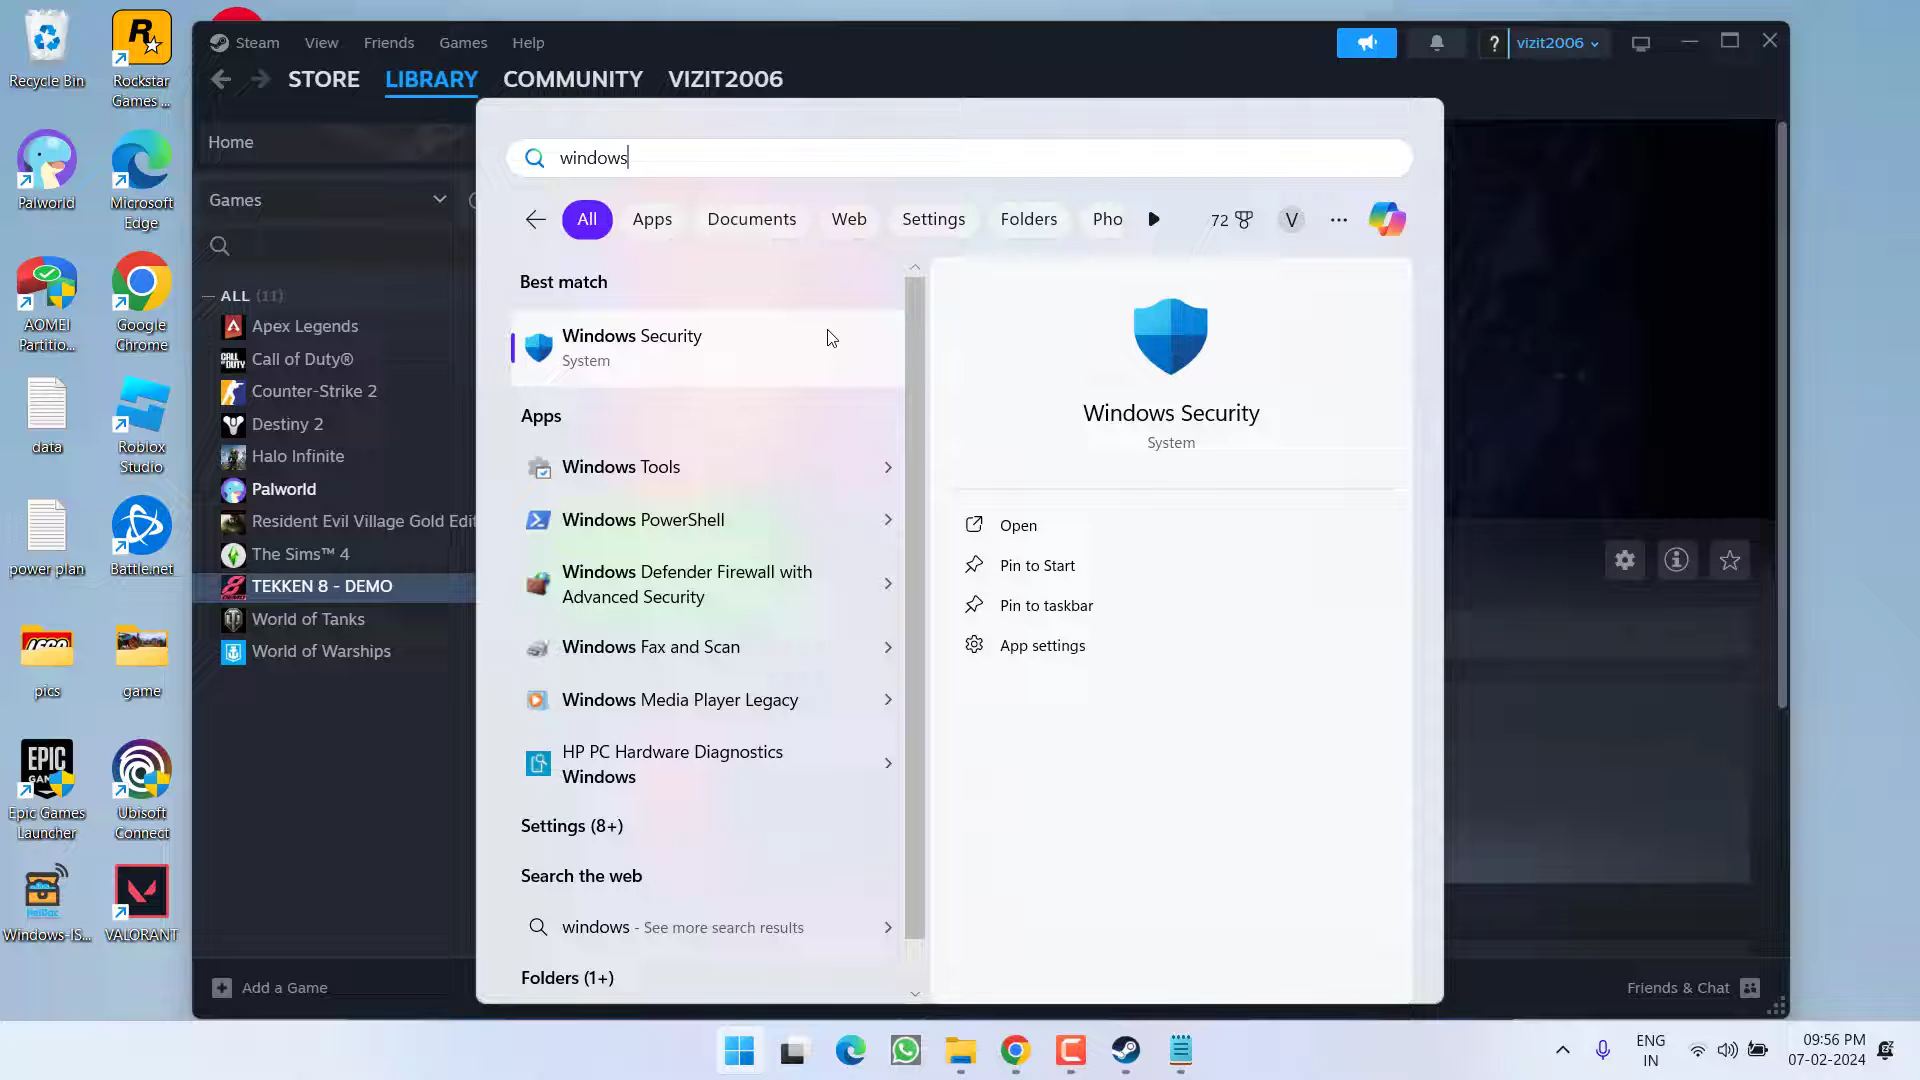 Recycle Bin
Rockstar
Games ...
Palworld
Microsoft
Edge
AOMEI
Partitio...
Google
Chrome
data
Roblox
Studio
power plan
Battle.net
pics
game
Epic Games
Launcher
Ubisoft
Connect
Windows-IS...
VALORANT
Steam
View
Friends
Games
Help
vizit2006
STORE
LIBRARY
COMMUNITY
VIZIT2006
Home
Games
ALL (11)
Apex Legends
Call of Duty®
Counter-Strike 2
Destiny 2
Halo Infinite
Palworld
Resident Evil Village Gold Edit
The Sims™ 4
TEKKEN 8 - DEMO
World of Tanks
World of Warships
Add a Game
Friends & Chat
windows
All
Apps
Documents
Web
Settings
Folders
Pho
72
V
Best match
Windows Security
System
Apps
Windows Tools
Windows PowerShell
Windows Defender Firewall with
Advanced Security
Windows Fax and Scan
Windows Media Player Legacy
HP PC Hardware Diagnostics
Windows
Settings (8+)
Search the web
windows - See more search results
Folders (1+)
Windows Security
System
Open
Pin to Start
Pin to taskbar
App settings
ENG
IN
09:56 PM
07-02-2024